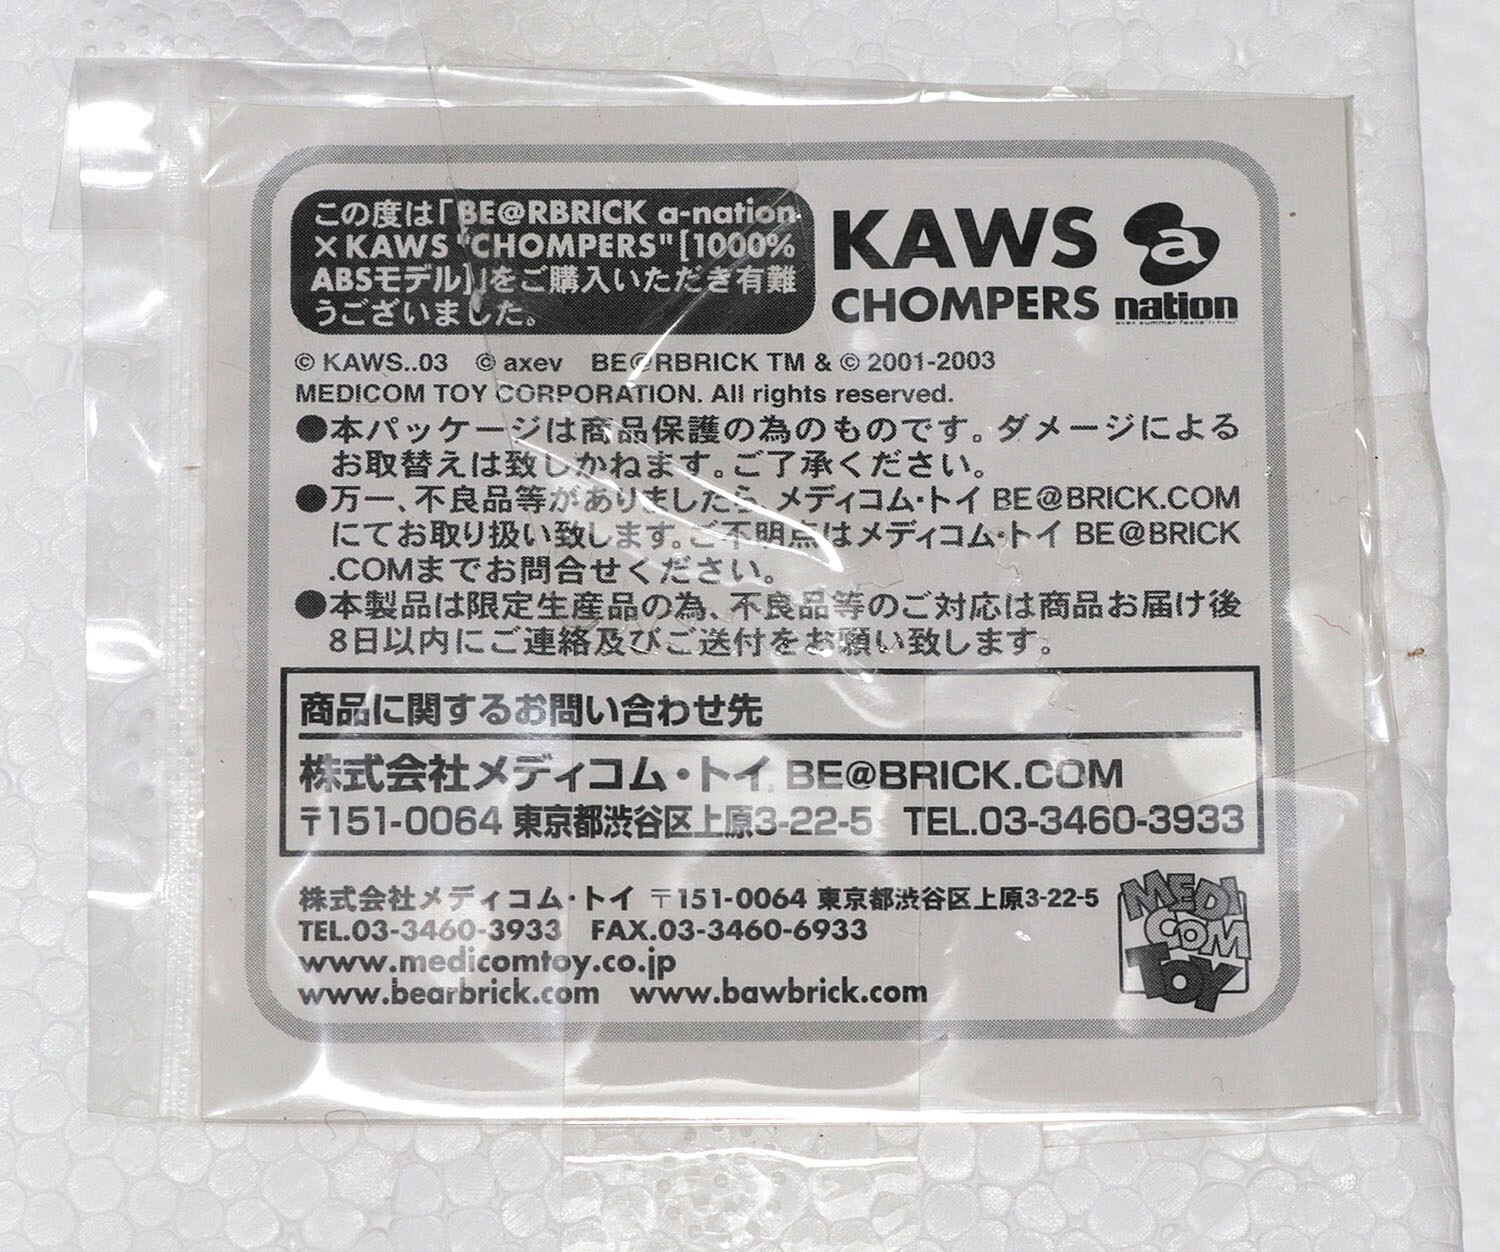 この度は「BE@RBRICK a-nation
×KAWS "CHOMPERS" [1000%
ABSモデル]」をご購入いただき有難
うございました。
KAWS
CHOMPERS
a
nation
© KAWS..03 © axev BE@RBRICK TM & © 2001-2003
MEDICOM TOY CORPORATION. All rights reserved.
●本パッケージは商品保護の為のものです。ダメージによる
お取替えは致しかねます。ご了承ください。
●万一、不良品等がありましたら、メディコム・トイ BE@BRICK.COM
にてお取り扱い致します。ご不明点はメディコム・トイ BE@BRICK
.COMまでお問合せください。
●本製品は限定生産品の為、不良品等のご対応は商品お届け後
8日以内にご連絡及びご送付をお願い致します。
商品に関するお問い合わせ先
株式会社メディコム・トイ BE@BRICK.COM
〒151-0064 東京都渋谷区上原3-22-5 TEL.03-3460-3933
株式会社メディコム・トイ 〒151-0064 東京都渋谷区上原3-22-5
TEL.03-3460-3933 FAX.03-3460-6933
www.medicomtoy.co.jp
www.bearbrick.com www.bawbrick.com
MEDI
COM
TOY